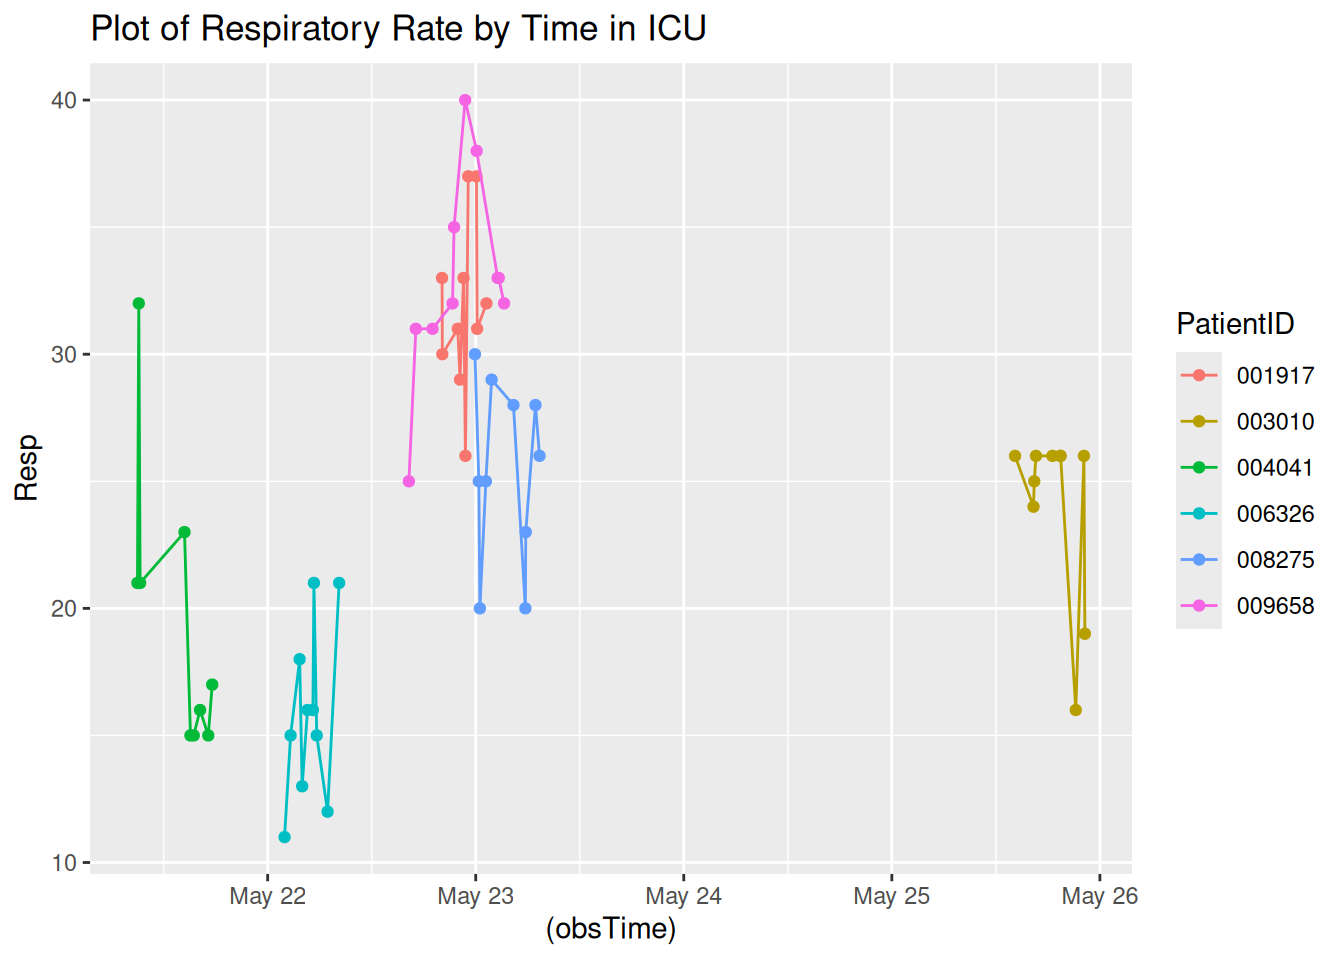 Plot of Respiratory Rate by Time in ICU
40
30
20
10
Resp
May 22
May 23
May 24
May 25
May 26
(obsTime)
PatientID
001917
003010
004041
006326
008275
009658